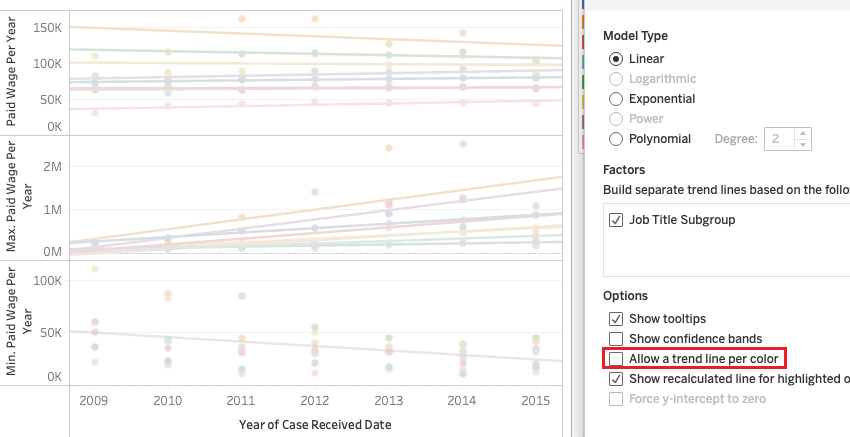 Paid Wage Per Year
150K
100K
50K
0K
Max. Paid Wage Per
Year
2M
1M
0M
Min. Paid Wage Per
Year
100K
50K
0K
2009 2010 2011 2012 2013 2014 2015
Year of Case Received Date
Model Type
Linear
Logarithmic
Exponential
Power
Polynomial Degree: 2
Factors
Build separate trend lines based on the follo
Job Title Subgroup
Options
Show tooltips
Show confidence bands
Allow a trend line per color
Show recalculated line for highlighted o
Force y-intercept to zero